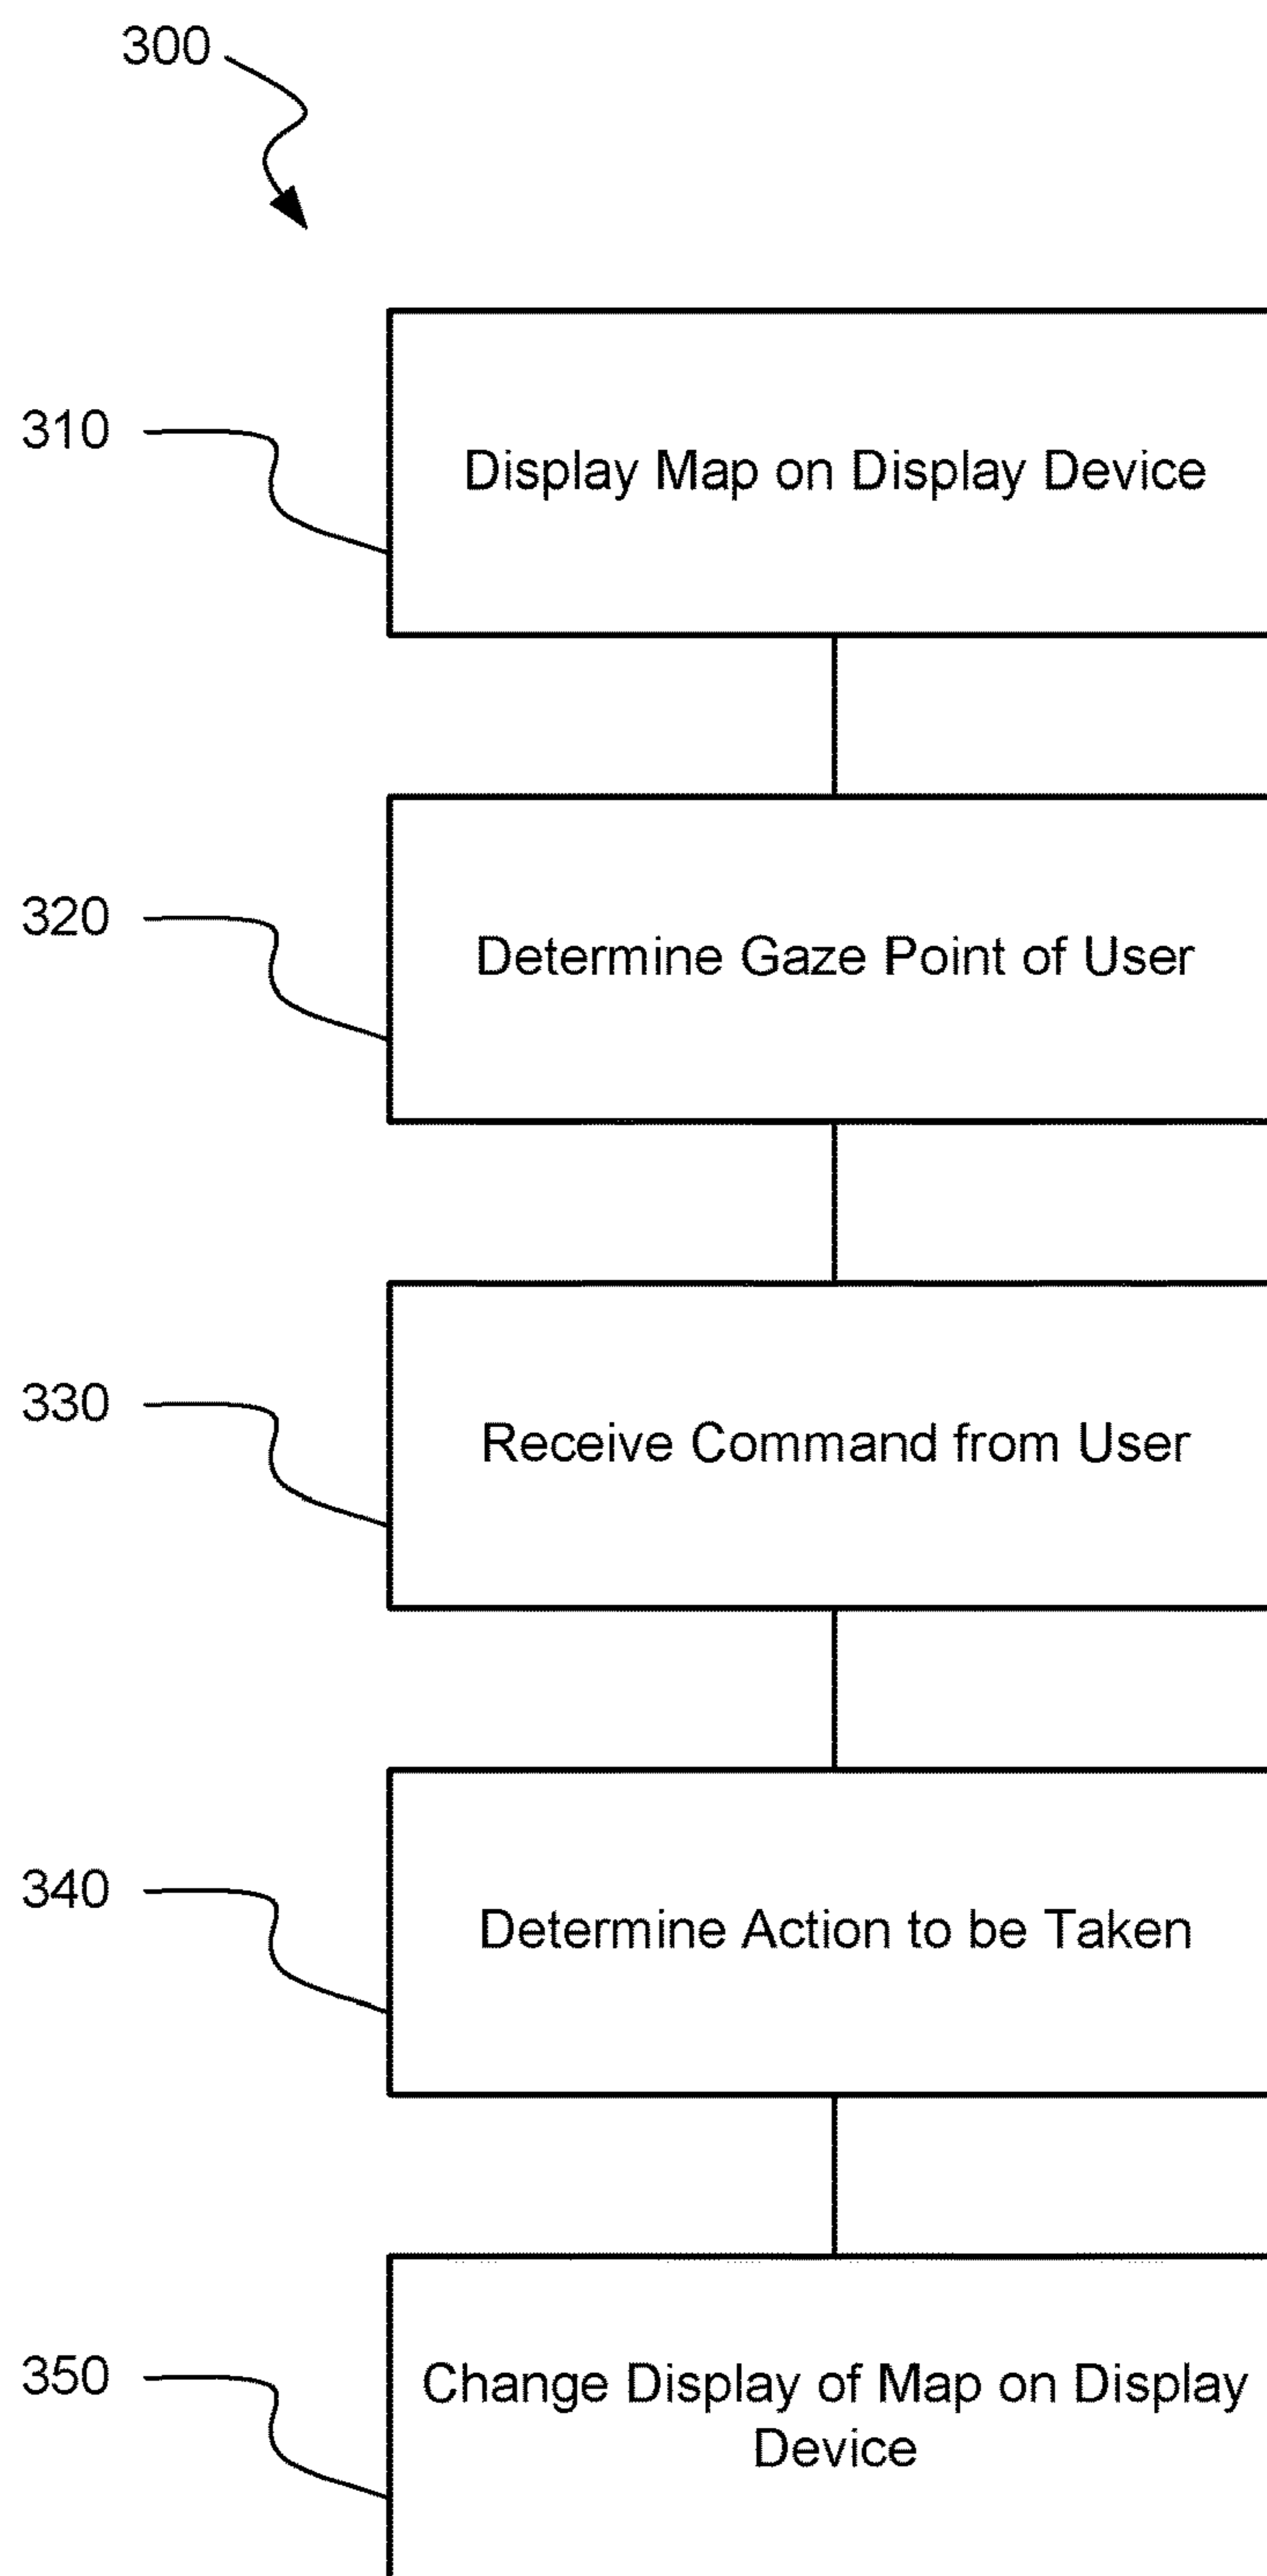 300
310
Display Map on Display Device
320
Determine Gaze Point of User
330
Receive Command from User
340
Determine Action to be Taken
350
Change Display of Map on Display
Device